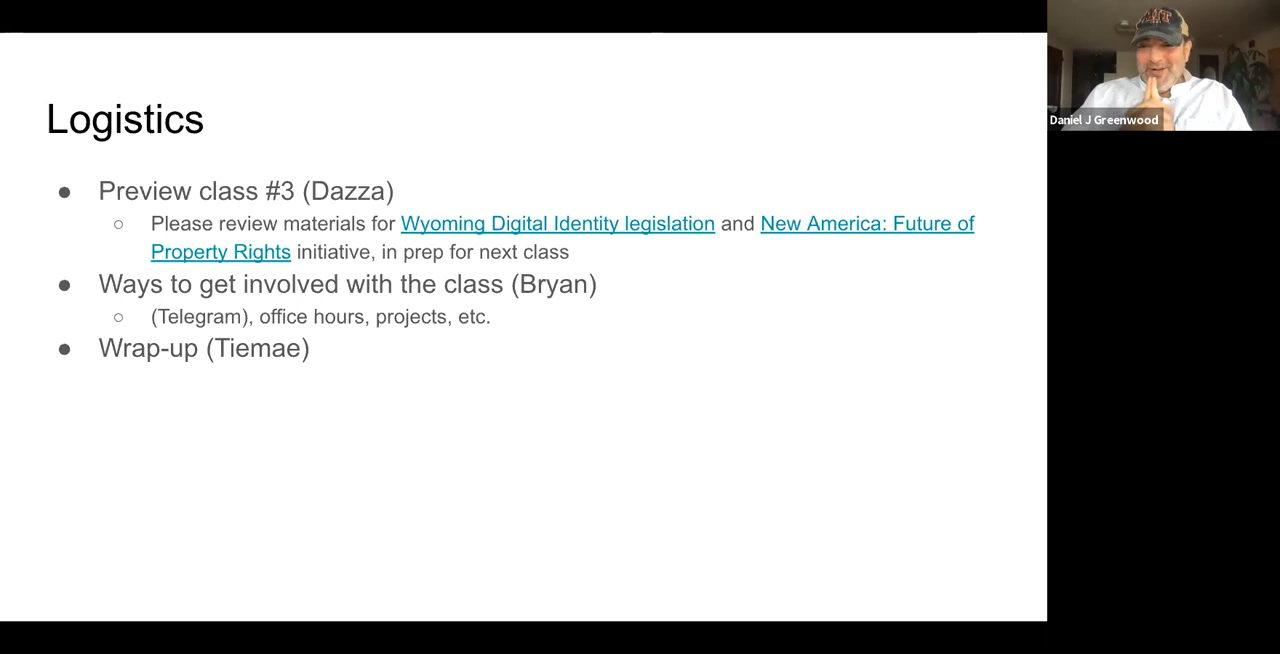 Logistics
● Preview class #3 (Dazza)
○ Please review materials for Wyoming Digital Identity legislation and New America: Future of
Property Rights initiative, in prep for next class
● Ways to get involved with the class (Bryan)
○ (Telegram), office hours, projects, etc.
● Wrap-up (Tiemae)
MIT
Daniel J Greenwood